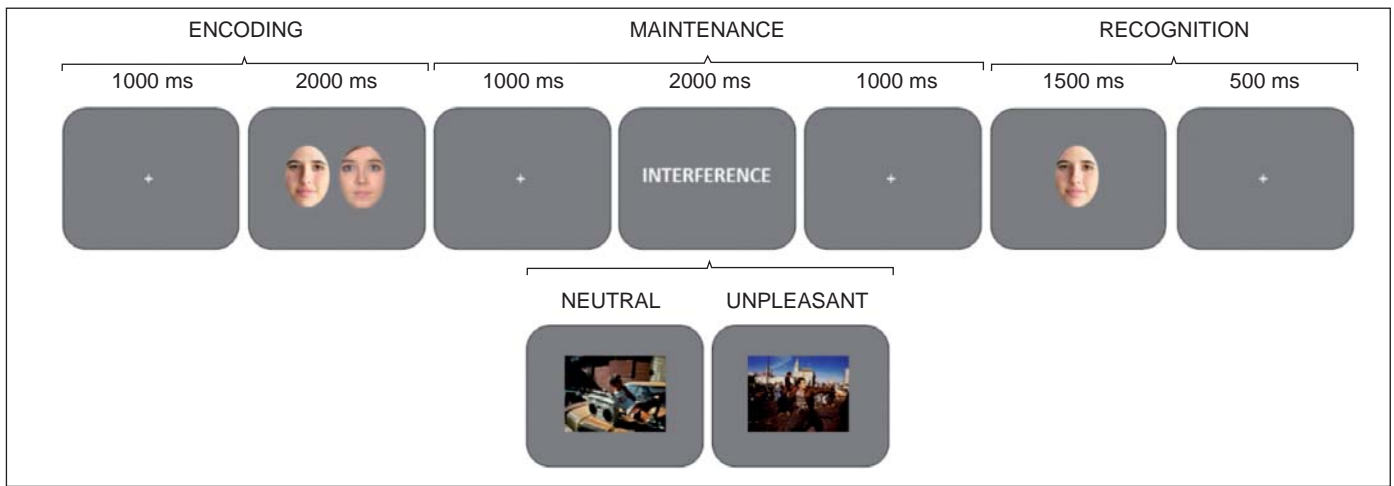 ENCODING MAINTENANCE RECOGNITION
1000 ms 2000 ms 1000 ms 2000 ms 1000 ms 1500 ms 500 ms
+ + INTERFERENCE + +
NEUTRAL UNPLEASANT